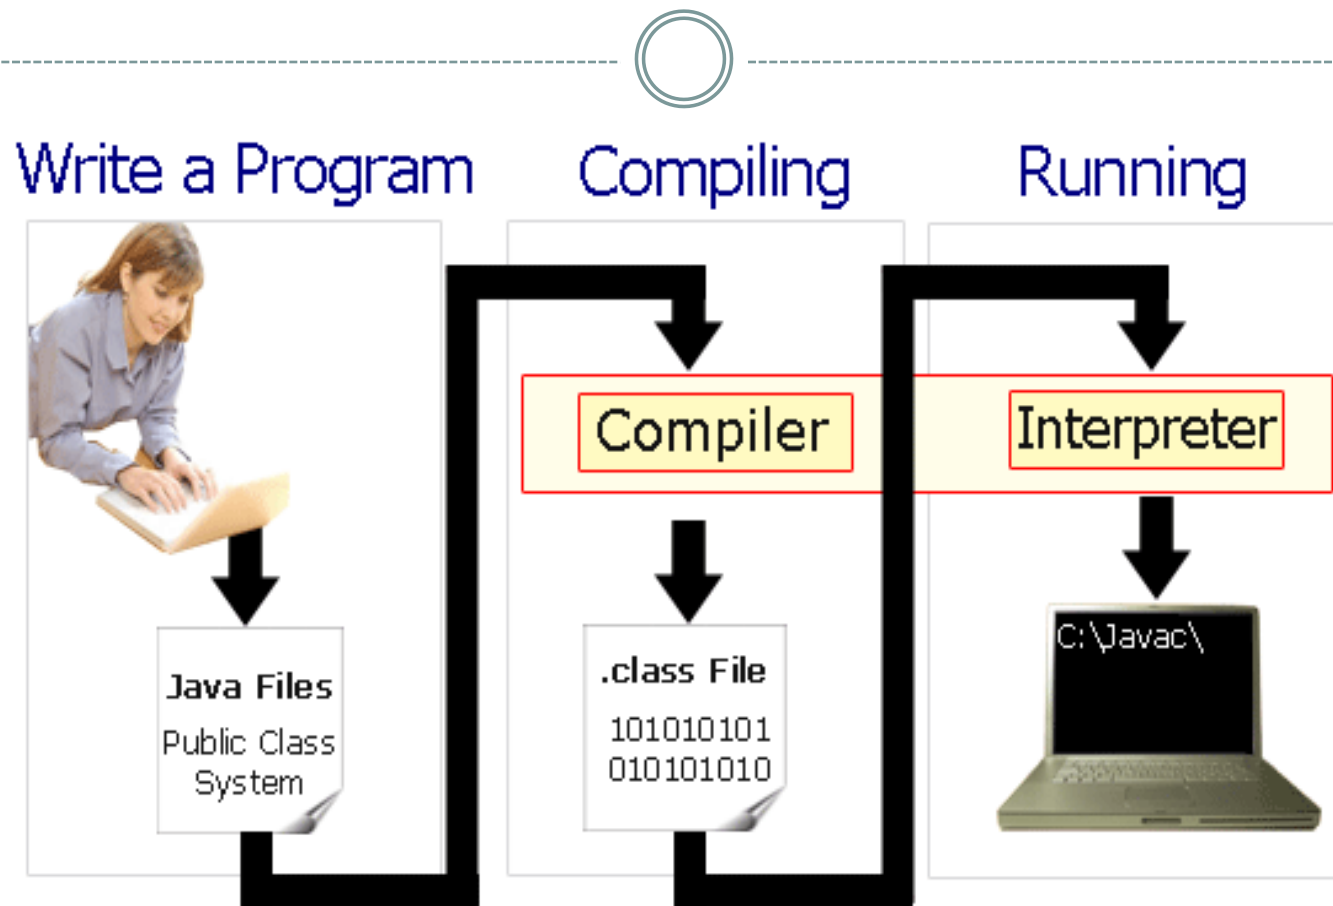 Write a Program
Compiling
Running
Compiler
Interpreter
Java Files
Public Class
System
.class File
101010101
010101010
C:\Javac\